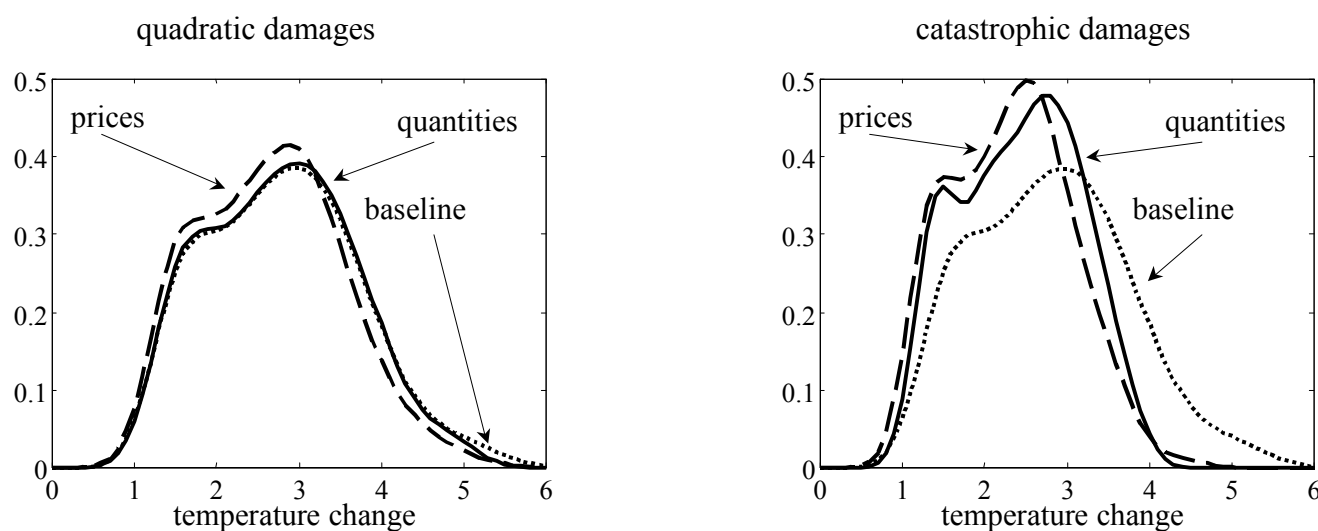 quadratic damages
0.5
0.4
0.3
0.2
0.1
0
prices
quantities
baseline
0 1 2 3 4 5 6
temperature change
catastrophic damages
0.5
0.4
0.3
0.2
0.1
0
prices
quantities
baseline
0 1 2 3 4 5 6
temperature change